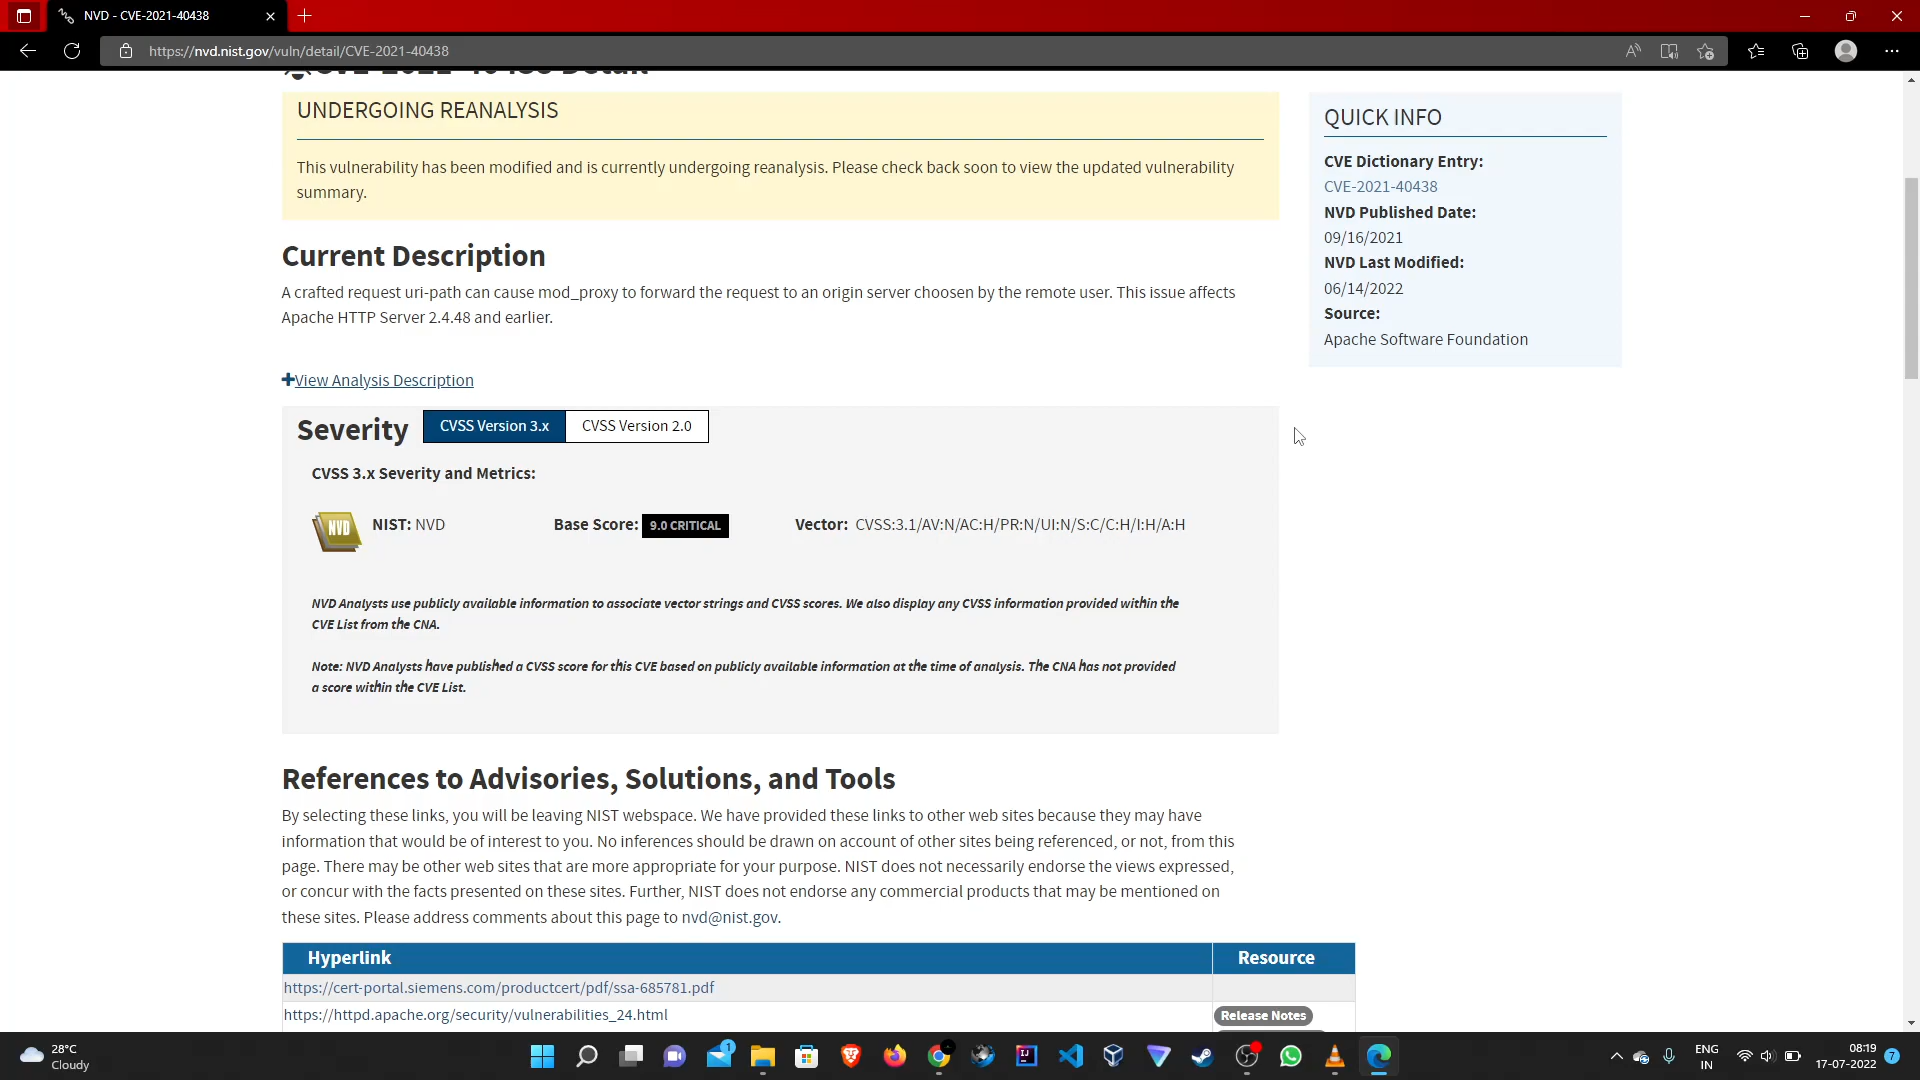 NVD - CVE-2021-40438
https://nvd.nist.gov/vuln/detail/CVE-2021-40438
CVE-2021-40438 Detail
UNDERGOING REANALYSIS
This vulnerability has been modified and is currently undergoing reanalysis. Please check back soon to view the updated vulnerability
summary.
Current Description
A crafted request uri-path can cause mod_proxy to forward the request to an origin server choosen by the remote user. This issue affects
Apache HTTP Server 2.4.48 and earlier.
View Analysis Description
Severity CVSS Version 3.x CVSS Version 2.0
CVSS 3.x Severity and Metrics:
NVD NIST: NVD Base Score: 9.0 CRITICAL Vector: CVSS:3.1/AV:N/AC:H/PR:N/UI:N/S:C/C:H/I:H/A:H
NVD Analysts use publicly available information to associate vector strings and CVSS scores. We also display any CVSS information provided within the
CVE List from the CNA.
Note: NVD Analysts have published a CVSS score for this CVE based on publicly available information at the time of analysis. The CNA has not provided
a score within the CVE List.
References to Advisories, Solutions, and Tools
By selecting these links, you will be leaving NIST webspace. We have provided these links to other web sites because they may have
information that would be of interest to you. No inferences should be drawn on account of other sites being referenced, or not, from this
page. There may be other web sites that are more appropriate for your purpose. NIST does not necessarily endorse the views expressed,
or concur with the facts presented on these sites. Further, NIST does not endorse any commercial products that may be mentioned on
these sites. Please address comments about this page to nvd@nist.gov.
Hyperlink Resource
https://cert-portal.siemens.com/productcert/pdf/ssa-685781.pdf
https://httpd.apache.org/security/vulnerabilities_24.html Release Notes
QUICK INFO
CVE Dictionary Entry:
CVE-2021-40438
NVD Published Date:
09/16/2021
NVD Last Modified:
06/14/2022
Source:
Apache Software Foundation
28°C
Cloudy
1
ENG
IN
08:19
17-07-2022
7